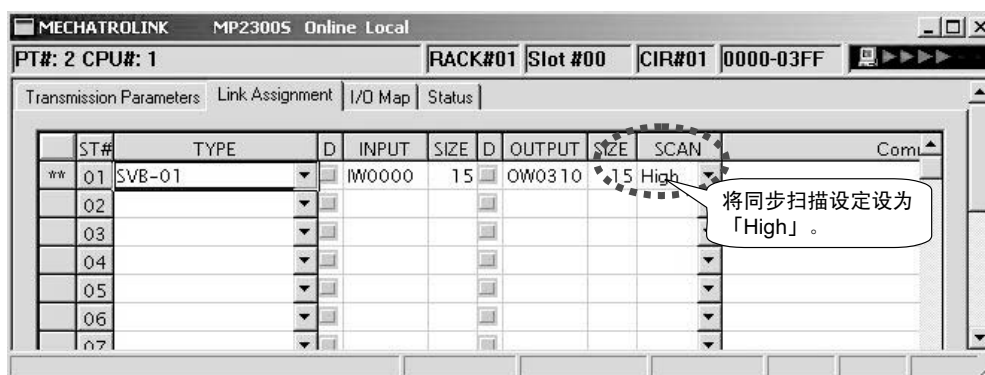 MECHATROLINK MP2300S Online Local
PT#: 2 CPU#: 1 RACK#01 Slot #00 CIR#01 0000-03FF
Transmission Parameters Link Assignment I/O Map Status
ST# TYPE D INPUT SIZE D OUTPUT SIZE SCAN
** 01 SVB-01 IW0000 15 OW0310 15 High
将同步扫描设定设为
「High」。
02
03
04
05
06
07